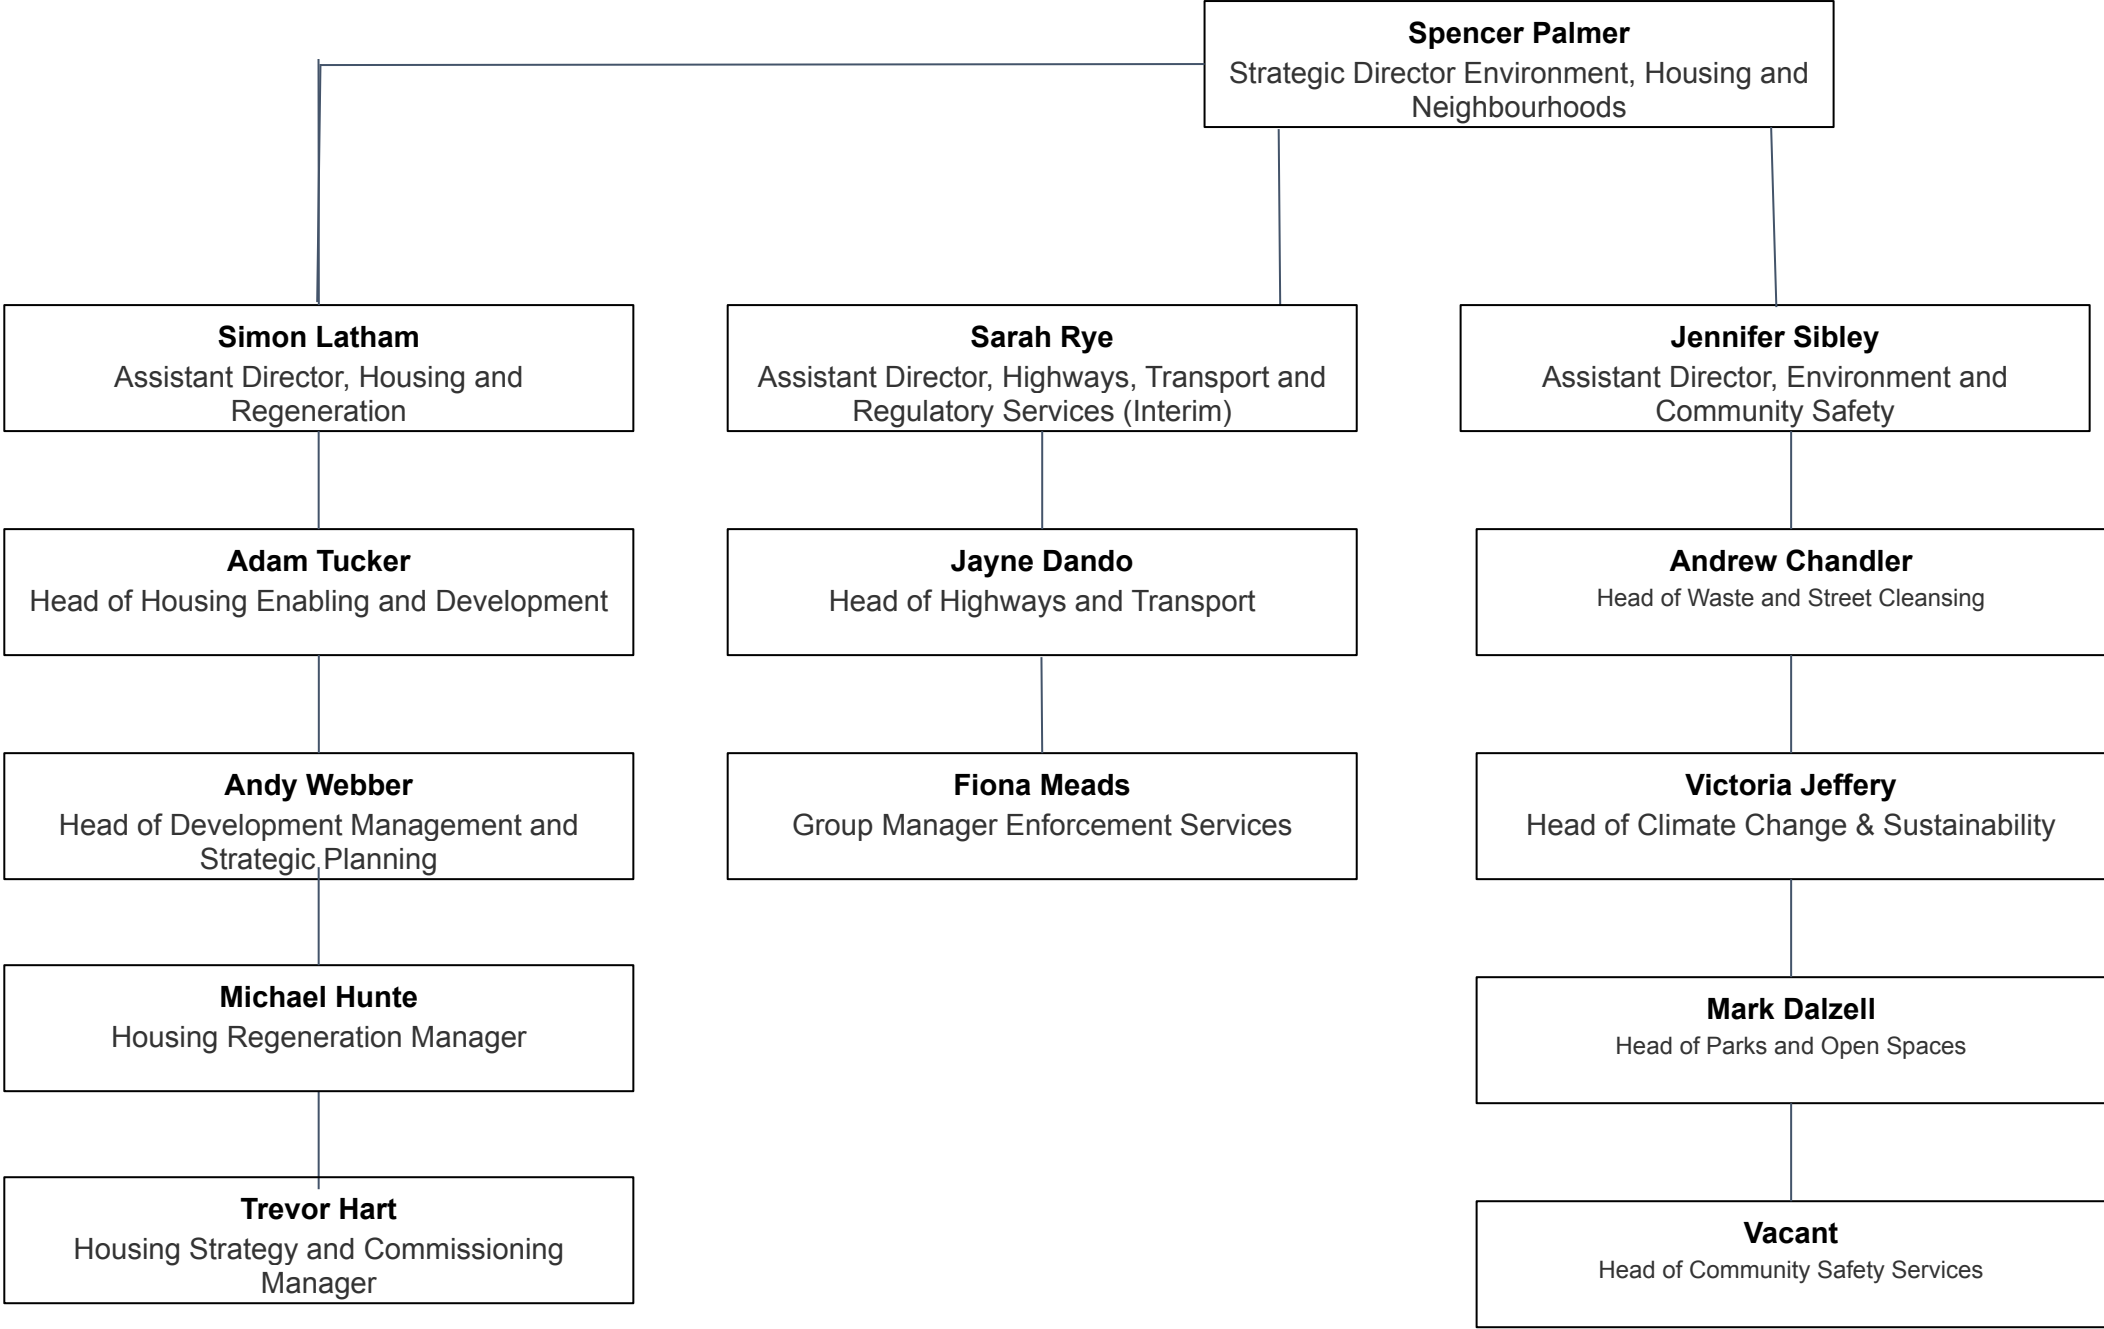 Spencer Palmer
Strategic Director Environment, Housing and
Neighbourhoods
Simon Latham
Assistant Director, Housing and
Regeneration
Sarah Rye
Assistant Director, Highways, Transport and
Regulatory Services (Interim)
Jennifer Sibley
Assistant Director, Environment and
Community Safety
Adam Tucker
Head of Housing Enabling and Development
Jayne Dando
Head of Highways and Transport
Andrew Chandler
Head of Waste and Street Cleansing
Andy Webber
Head of Development Management and
Strategic Planning
Fiona Meads
Group Manager Enforcement Services
Victoria Jeffery
Head of Climate Change & Sustainability
Michael Hunte
Housing Regeneration Manager
Mark Dalzell
Head of Parks and Open Spaces
Trevor Hart
Housing Strategy and Commissioning
Manager
Vacant
Head of Community Safety Services